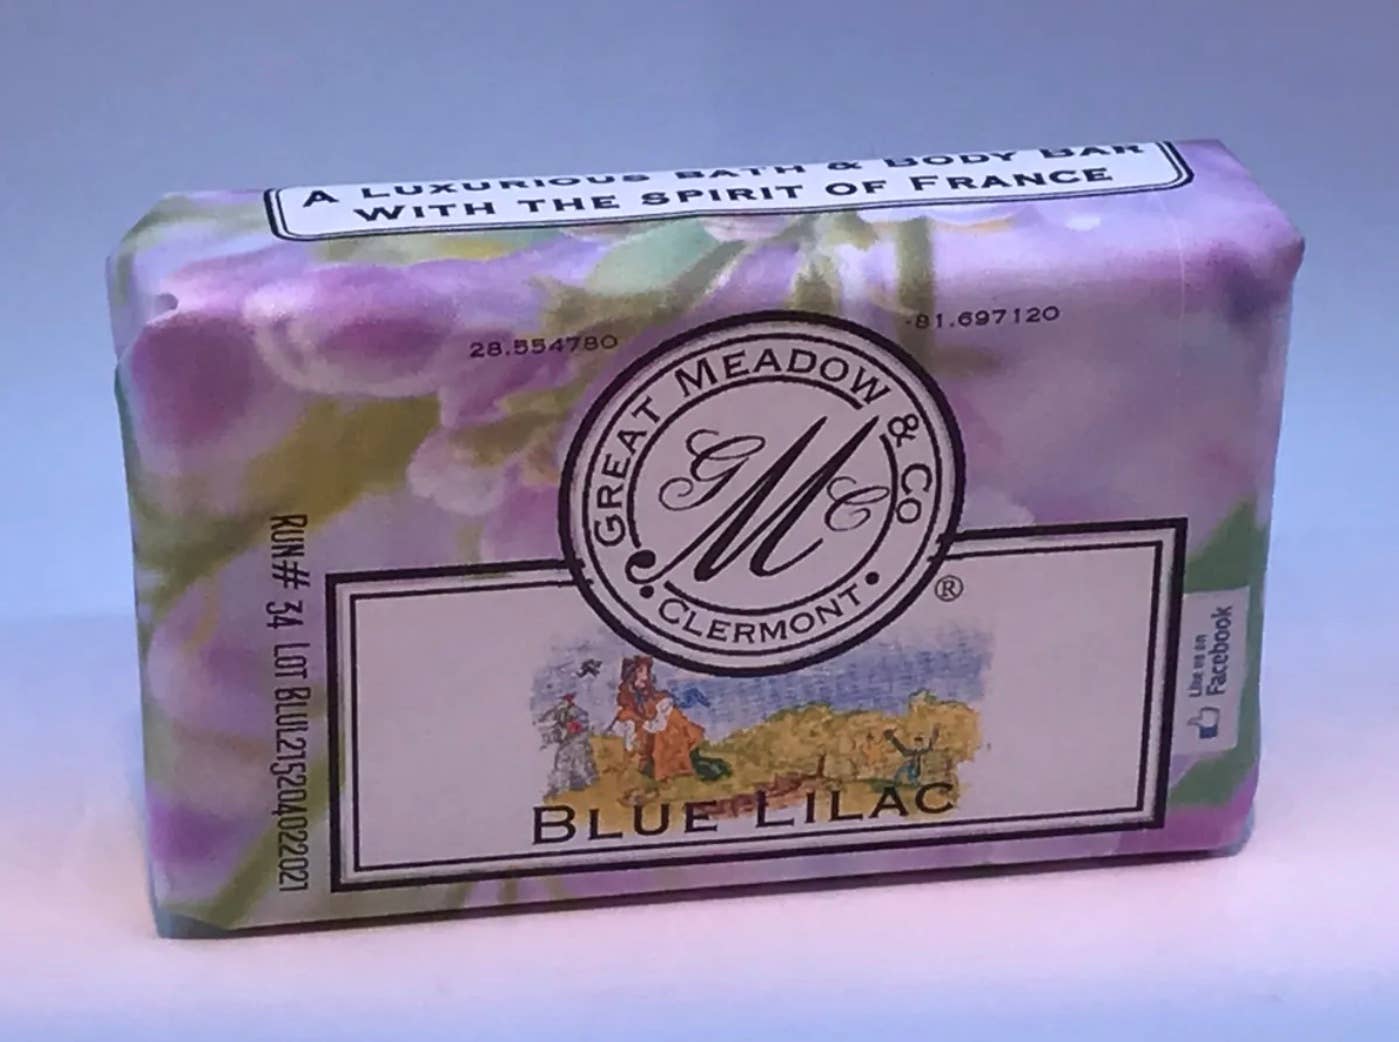 A LUXURIOUS BATH & BODY BAR
WITH THE SPIRIT OF FRANCE
28.554780
-81.697120
GREAT MEADOW & CO
GMC
CLERMONT
®
BLUE LILAC
RUN# 34 LOT BLUL215204022021
Like us on
Facebook